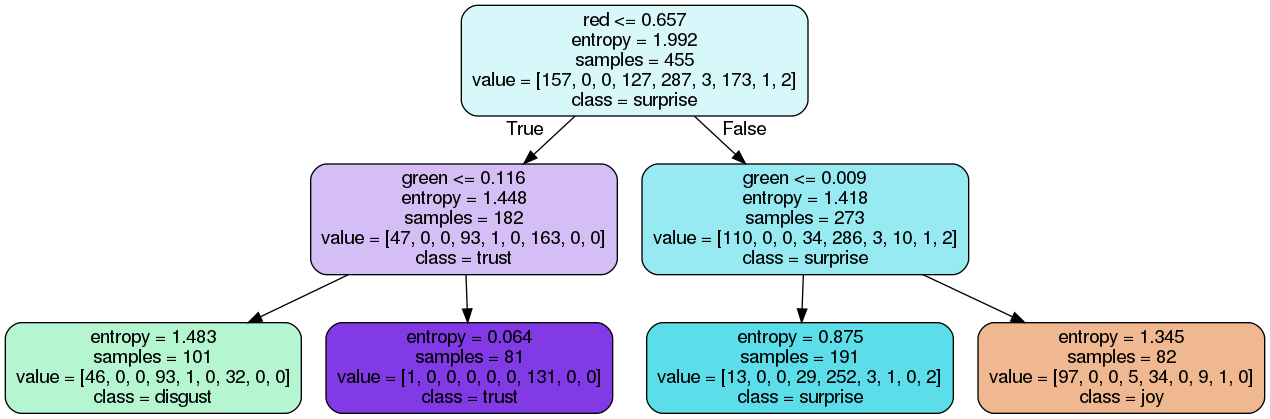 red <= 0.657
entropy = 1.992
samples = 455
value = [157, 0, 0, 127, 287, 3, 173, 1, 2]
class = surprise
True
False
green <= 0.116
entropy = 1.448
samples = 182
value = [47, 0, 0, 93, 1, 0, 163, 0, 0]
class = trust
green <= 0.009
entropy = 1.418
samples = 273
value = [110, 0, 0, 34, 286, 3, 10, 1, 2]
class = surprise
entropy = 1.483
samples = 101
value = [46, 0, 0, 93, 1, 0, 32, 0, 0]
class = disgust
entropy = 0.064
samples = 81
value = [1, 0, 0, 0, 0, 0, 131, 0, 0]
class = trust
entropy = 0.875
samples = 191
value = [13, 0, 0, 29, 252, 3, 1, 0, 2]
class = surprise
entropy = 1.345
samples = 82
value = [97, 0, 0, 5, 34, 0, 9, 1, 0]
class = joy